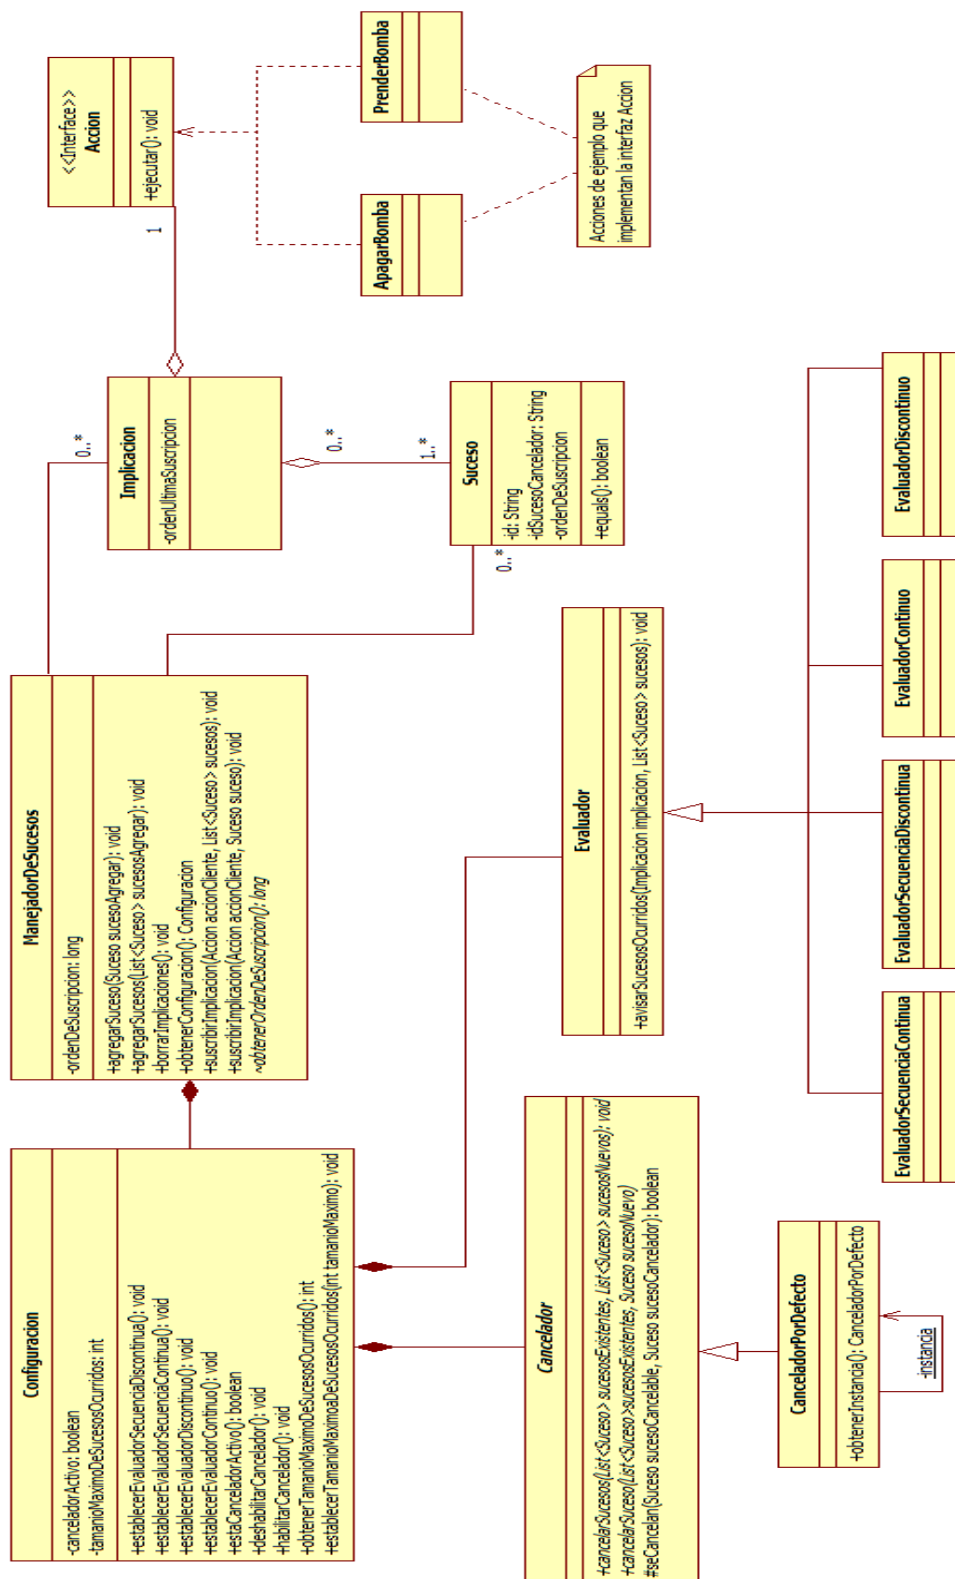 Configuracion
-canceladorActivo: boolean
-tamanioMaximoDeSucesosOcurridos: int
+establecerEvaluadorSecuenciaDiscontinua(): void
+establecerEvaluadorSecuenciaContinua(): void
+establecerEvaluadorDiscontinuo(): void
+establecerEvaluadorContinuo(): void
+estaCanceladorActivo(): boolean
+deshabilitarCancelador(): void
+habilitarCancelador(): void
+obtenerTamanioMaximoDeSucesosOcurridos(): int
+establecerTamanioMaximoaDeSucesosOcurridos(int tamanioMaximo): void
ManejadorDeSucesos
-ordenDeSuscripcion: long
+agregarSuceso(Suceso sucesoAgregar): void
+agregarSucesos(List<Suceso> sucesosAgregar): void
+borrarImplicaciones(): void
+obtenerConfiguracion(): Configuracion
+suscribirImplicacion(Accion accionCliente, List<Suceso> sucesos): void
+suscribirImplicacion(Accion accionCliente, Suceso suceso): void
~obtenerOrdenDeSuscripcion(): long
0..*
Implicacion
-ordenUltimaSuscripcion
1
<<Interface>>
Accion
+ejecutar(): void
0..*
1..*
0..*
Suceso
-id: String
-idSucesoCancelador: String
-ordenDeSuscripcion
+equals(): boolean
ApagarBomba
PrenderBomba
Acciones de ejemplo que
implementan la interfaz Accion
Cancelador
+cancelarSucesos(List<Suceso> sucesosExistentes, List<Suceso> sucesosNuevos): void
+cancelarSuceso(List<Suceso>sucesosExistentes, Suceso sucesoNuevo)
#seCancelan(Suceso sucesoCancelable, Suceso sucesoCancelador): boolean
Evaluador
+avisarSucesosOcurridos(Implicacion implicacion, List<Suceso> sucesos): void
CanceladorPorDefecto
+obtenerInstancia(): CanceladorPorDefecto
-instancia
EvaluadorSecuenciaContinua
EvaluadorSecuenciaDiscontinua
EvaluadorContinuo
EvaluadorDiscontinuo